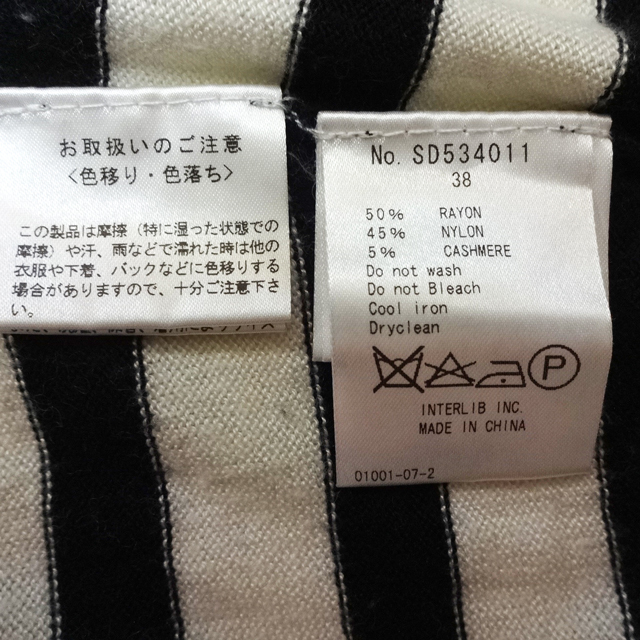 お取扱いのご注意
<色移り・色落ち>
この製品は摩擦(特に湿った状態での
摩擦)や汗、雨などで濡れた時は他の
衣服や下着、バックなどに色移りする
場合がありますので、十分ご注意下さ
い。
No. SD534011
38
50% RAYON
45% NYLON
5% CASHMERE
Do not wash
Do not Bleach
Cool iron
Dryclean
P
INTERLIB INC.
MADE IN CHINA
01001-07-2